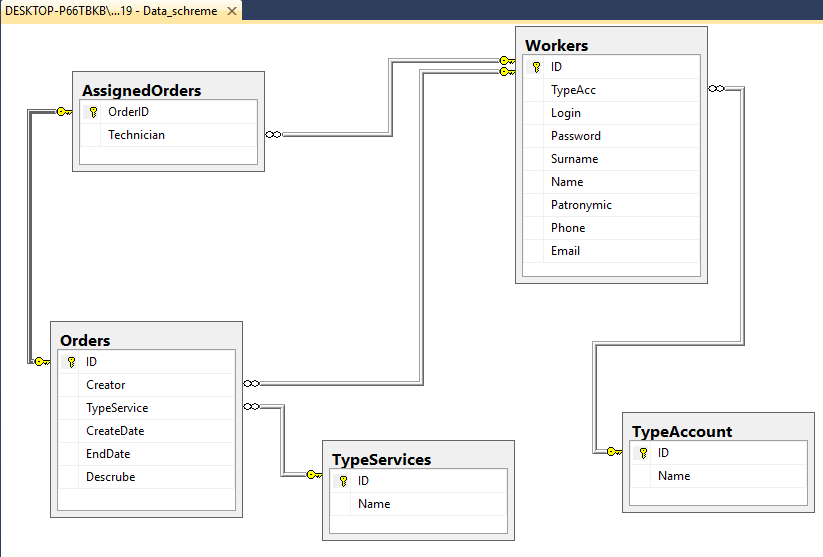 DESKTOP-P66TBKB\...19 - Data_schreme
AssignedOrders
OrderID
Technician
Workers
ID
TypeAcc
Login
Password
Surname
Name
Patronymic
Phone
Email
Orders
ID
Creator
TypeService
CreateDate
EndDate
Descrube
TypeServices
ID
Name
TypeAccount
ID
Name